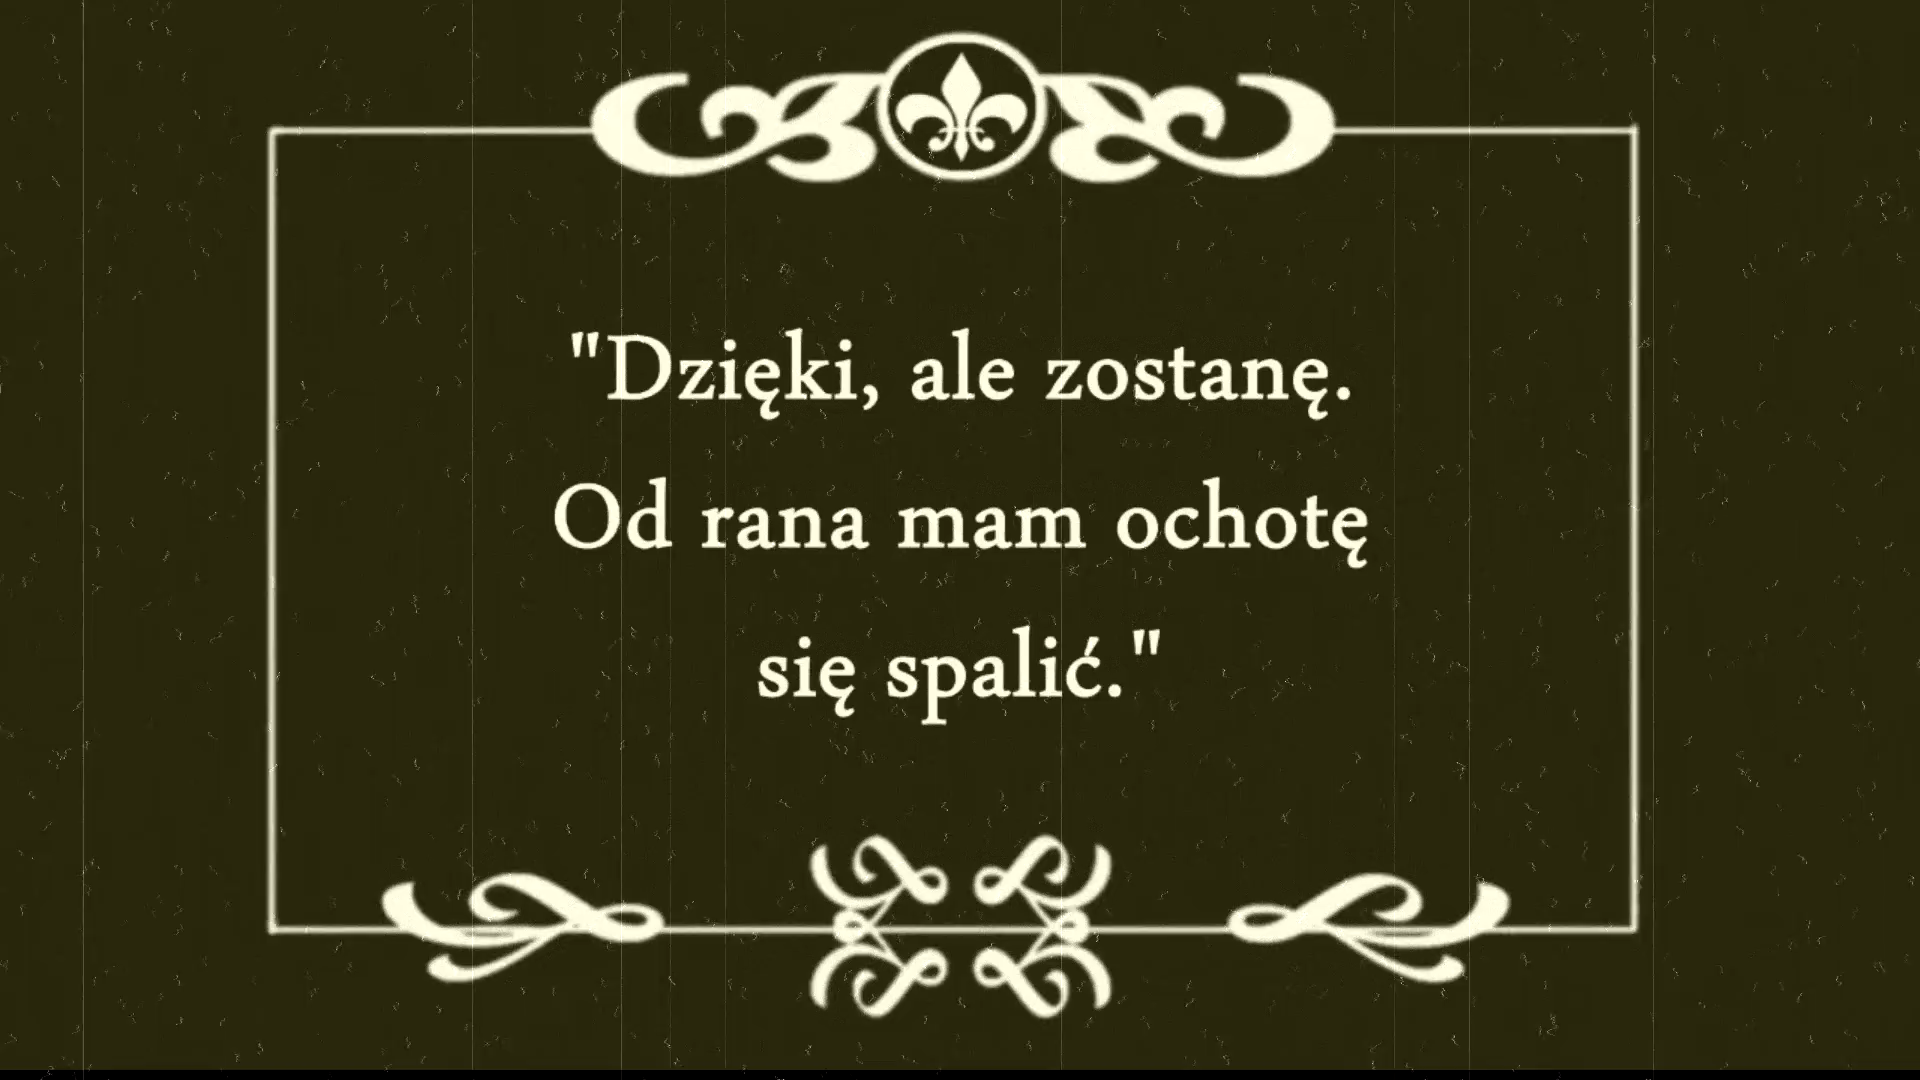 "Dzięki, ale zostanę.
Od rana mam ochotę
się spalić."